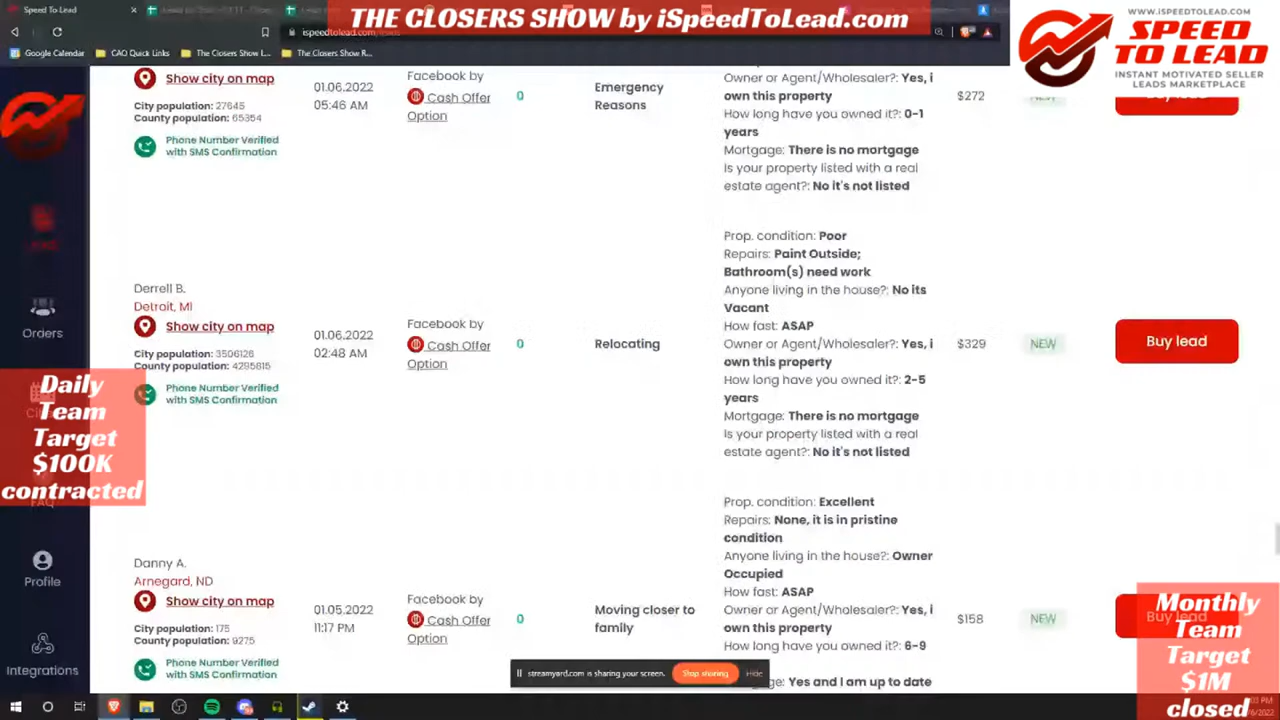 Speed To Lead
THE CLOSERS SHOW by iSpeedToLead.com
ispeedtolead.com
Google Calendar
CAO Quick Links
The Closers Show I...
The Closers Show R...
WWW.ISPEEDTOLEAD.COM
SPEED
TO LEAD
INSTANT MOTIVATED SELLER
LEADS MARKETPLACE
Show city on map
City population: 27645
County population: 65354
Phone Number Verified
with SMS Confirmation
01.06.2022
05:46 AM
Facebook by
Cash Offer
Option
0
Emergency
Reasons
Owner or Agent/Wholesaler?: Yes, i
own this property
How long have you owned it?: 0-1
years
Mortgage: There is no mortgage
Is your property listed with a real
estate agent?: No it's not listed
$272
NEW
Buy lead
Derrell B.
Detroit, MI
Show city on map
City population: 3506126
County population: 4295615
Phone Number Verified
with SMS Confirmation
01.06.2022
02:48 AM
Facebook by
Cash Offer
Option
0
Relocating
Prop. condition: Poor
Repairs: Paint Outside;
Bathroom(s) need work
Anyone living in the house?: No its
Vacant
How fast: ASAP
Owner or Agent/Wholesaler?: Yes, i
own this property
How long have you owned it?: 2-5
years
Mortgage: There is no mortgage
Is your property listed with a real
estate agent?: No it's not listed
$329
NEW
Buy lead
Danny A.
Arnegard, ND
Show city on map
City population: 175
County population: 9275
Phone Number Verified
with SMS Confirmation
01.05.2022
11:17 PM
Facebook by
Cash Offer
Option
0
Moving closer to
family
Prop. condition: Excellent
Repairs: None, it is in pristine
condition
Anyone living in the house?: Owner
Occupied
How fast: ASAP
Owner or Agent/Wholesaler?: Yes, i
own this property
How long have you owned it?: 6-9
Yes and I am up to date
$158
NEW
Buy lead
Orders
FAQ
Profile
Integrations
Daily
Team
Target
$100K
contracted
Monthly
Team
Target
$1M
closed
streamyard.com is sharing your screen.
Stop sharing
Hide